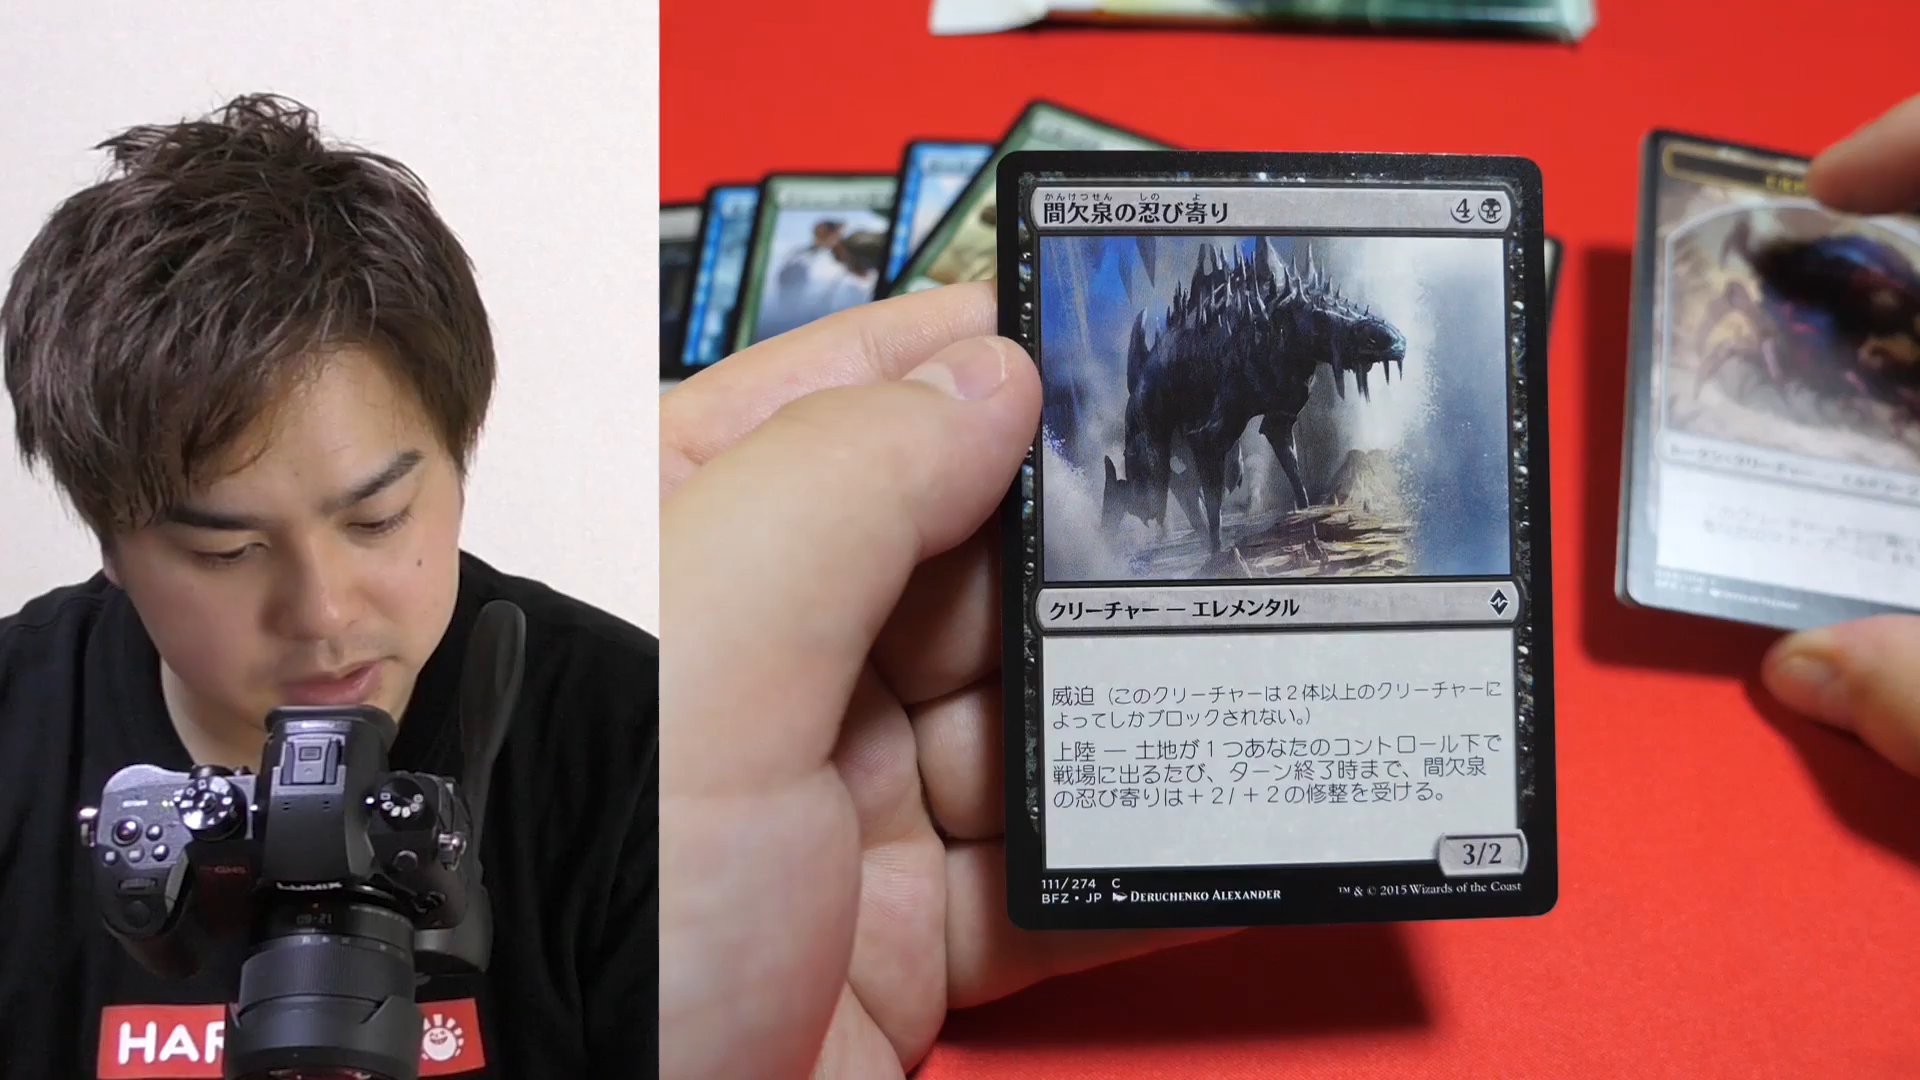 かんけつせん しの よ
間欠泉の忍び寄り
4
クリーチャー — エレメンタル
威迫（このクリーチャーは２体以上のクリーチャーに
よってしかブロックされない。）
上陸 — 土地が１つあなたのコントロール下で
戦場に出るたび、ターン終了時まで、間欠泉
の忍び寄りは＋２/＋２の修整を受ける。
3/2
111/274 C
BFZ • JP DERUCHENKO ALEXANDER
™ & © 2015 Wizards of the Coast
GH5
LUMIX
HAR